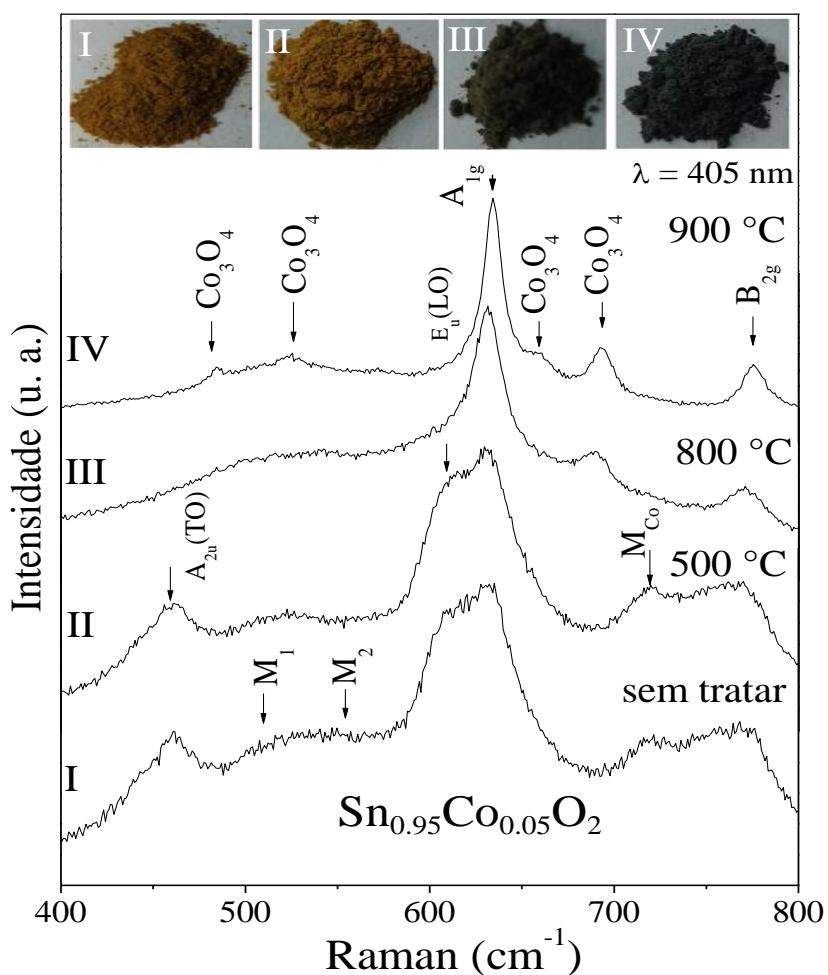 I II III IV
λ = 405 nm
A1g
900 °C
Co3O4 Co3O4 Eu(LO) Co3O4 Co3O4 B2g
IV
800 °C
III
A2u(TO) MCo
500 °C
II
M1 M2
sem tratar
I
Sn0.95Co0.05O2
Intensidade (u. a.)
400 500 600 700 800
Raman (cm-1)